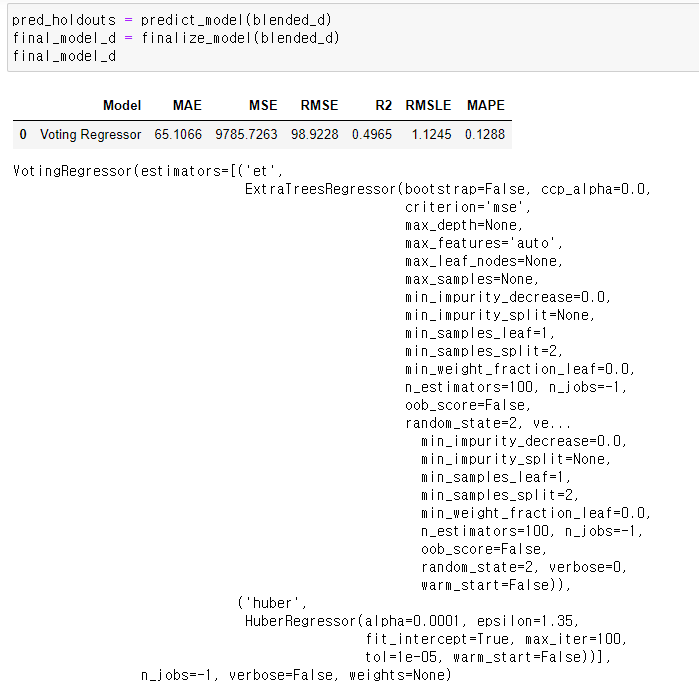 pred_holdouts = predict_model(blended_d)
final_model_d = finalize_model(blended_d)
final_model_d
Model MAE MSE RMSE R2 RMSLE MAPE
0 Voting Regressor 65.1066 9785.7263 98.9228 0.4965 1.1245 0.1288
VotingRegressor(estimators=[('et',
ExtraTreesRegressor(bootstrap=False, ccp_alpha=0.0,
criterion='mse',
max_depth=None,
max_features='auto',
max_leaf_nodes=None,
max_samples=None,
min_impurity_decrease=0.0,
min_impurity_split=None,
min_samples_leaf=1,
min_samples_split=2,
min_weight_fraction_leaf=0.0,
n_estimators=100, n_jobs=-1,
oob_score=False,
random_state=2, ve...
min_impurity_decrease=0.0,
min_impurity_split=None,
min_samples_leaf=1,
min_samples_split=2,
min_weight_fraction_leaf=0.0,
n_estimators=100, n_jobs=-1,
oob_score=False,
random_state=2, verbose=0,
warm_start=False)),
('huber',
HuberRegressor(alpha=0.0001, epsilon=1.35,
fit_intercept=True, max_iter=100,
tol=1e-05, warm_start=False))],
n_jobs=-1, verbose=False, weights=None)